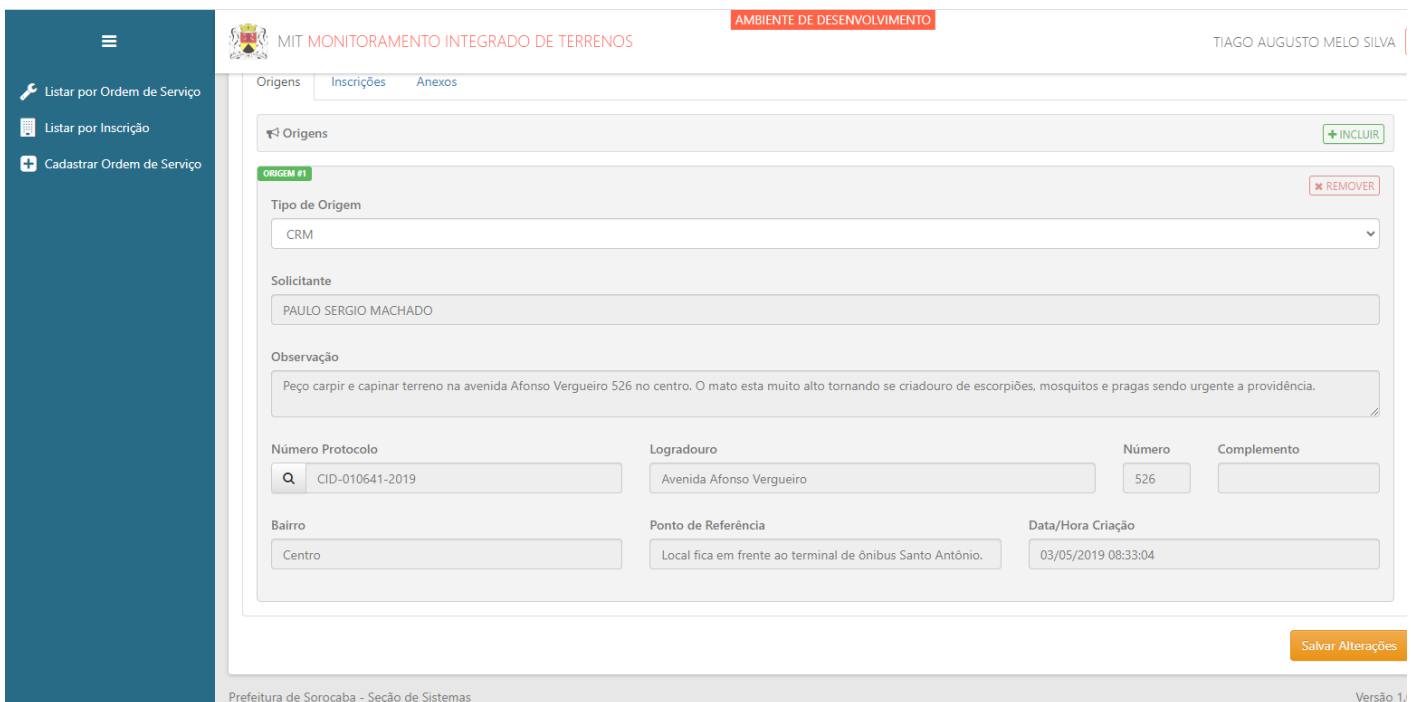 AMBIENTE DE DESENVOLVIMENTO
MIT MONITORAMENTO INTEGRADO DE TERRENOS
TIAGO AUGUSTO MELO SILVA
Listar por Ordem de Serviço
Listar por Inscrição
Cadastrar Ordem de Serviço
Origens Inscrições Anexos
Origens
INCLUIR
ORIGEM #1
REMOVER
Tipo de Origem
CRM
Solicitante
PAULO SERGIO MACHADO
Observação
Peço carpir e capinar terreno na avenida Afonso Vergueiro 526 no centro. O mato esta muito alto tornando se criadouro de escorpiões, mosquitos e pragas sendo urgente a providência.
Número Protocolo Logradouro Número Complemento
CID-010641-2019 Avenida Afonso Vergueiro 526
Bairro Ponto de Referência Data/Hora Criação
Centro Local fica em frente ao terminal de ônibus Santo Antônio. 03/05/2019 08:33:04
Salvar Alterações
Prefeitura de Sorocaba - Seção de Sistemas Versão